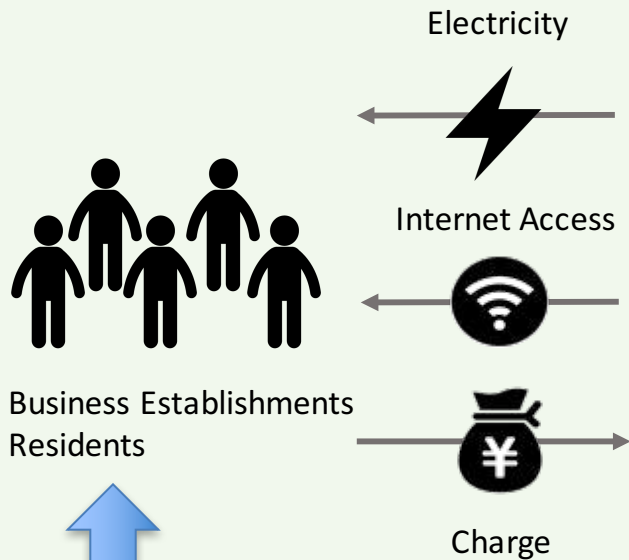 Electricity
Internet Access
Business Establishments
Residents
¥
Charge